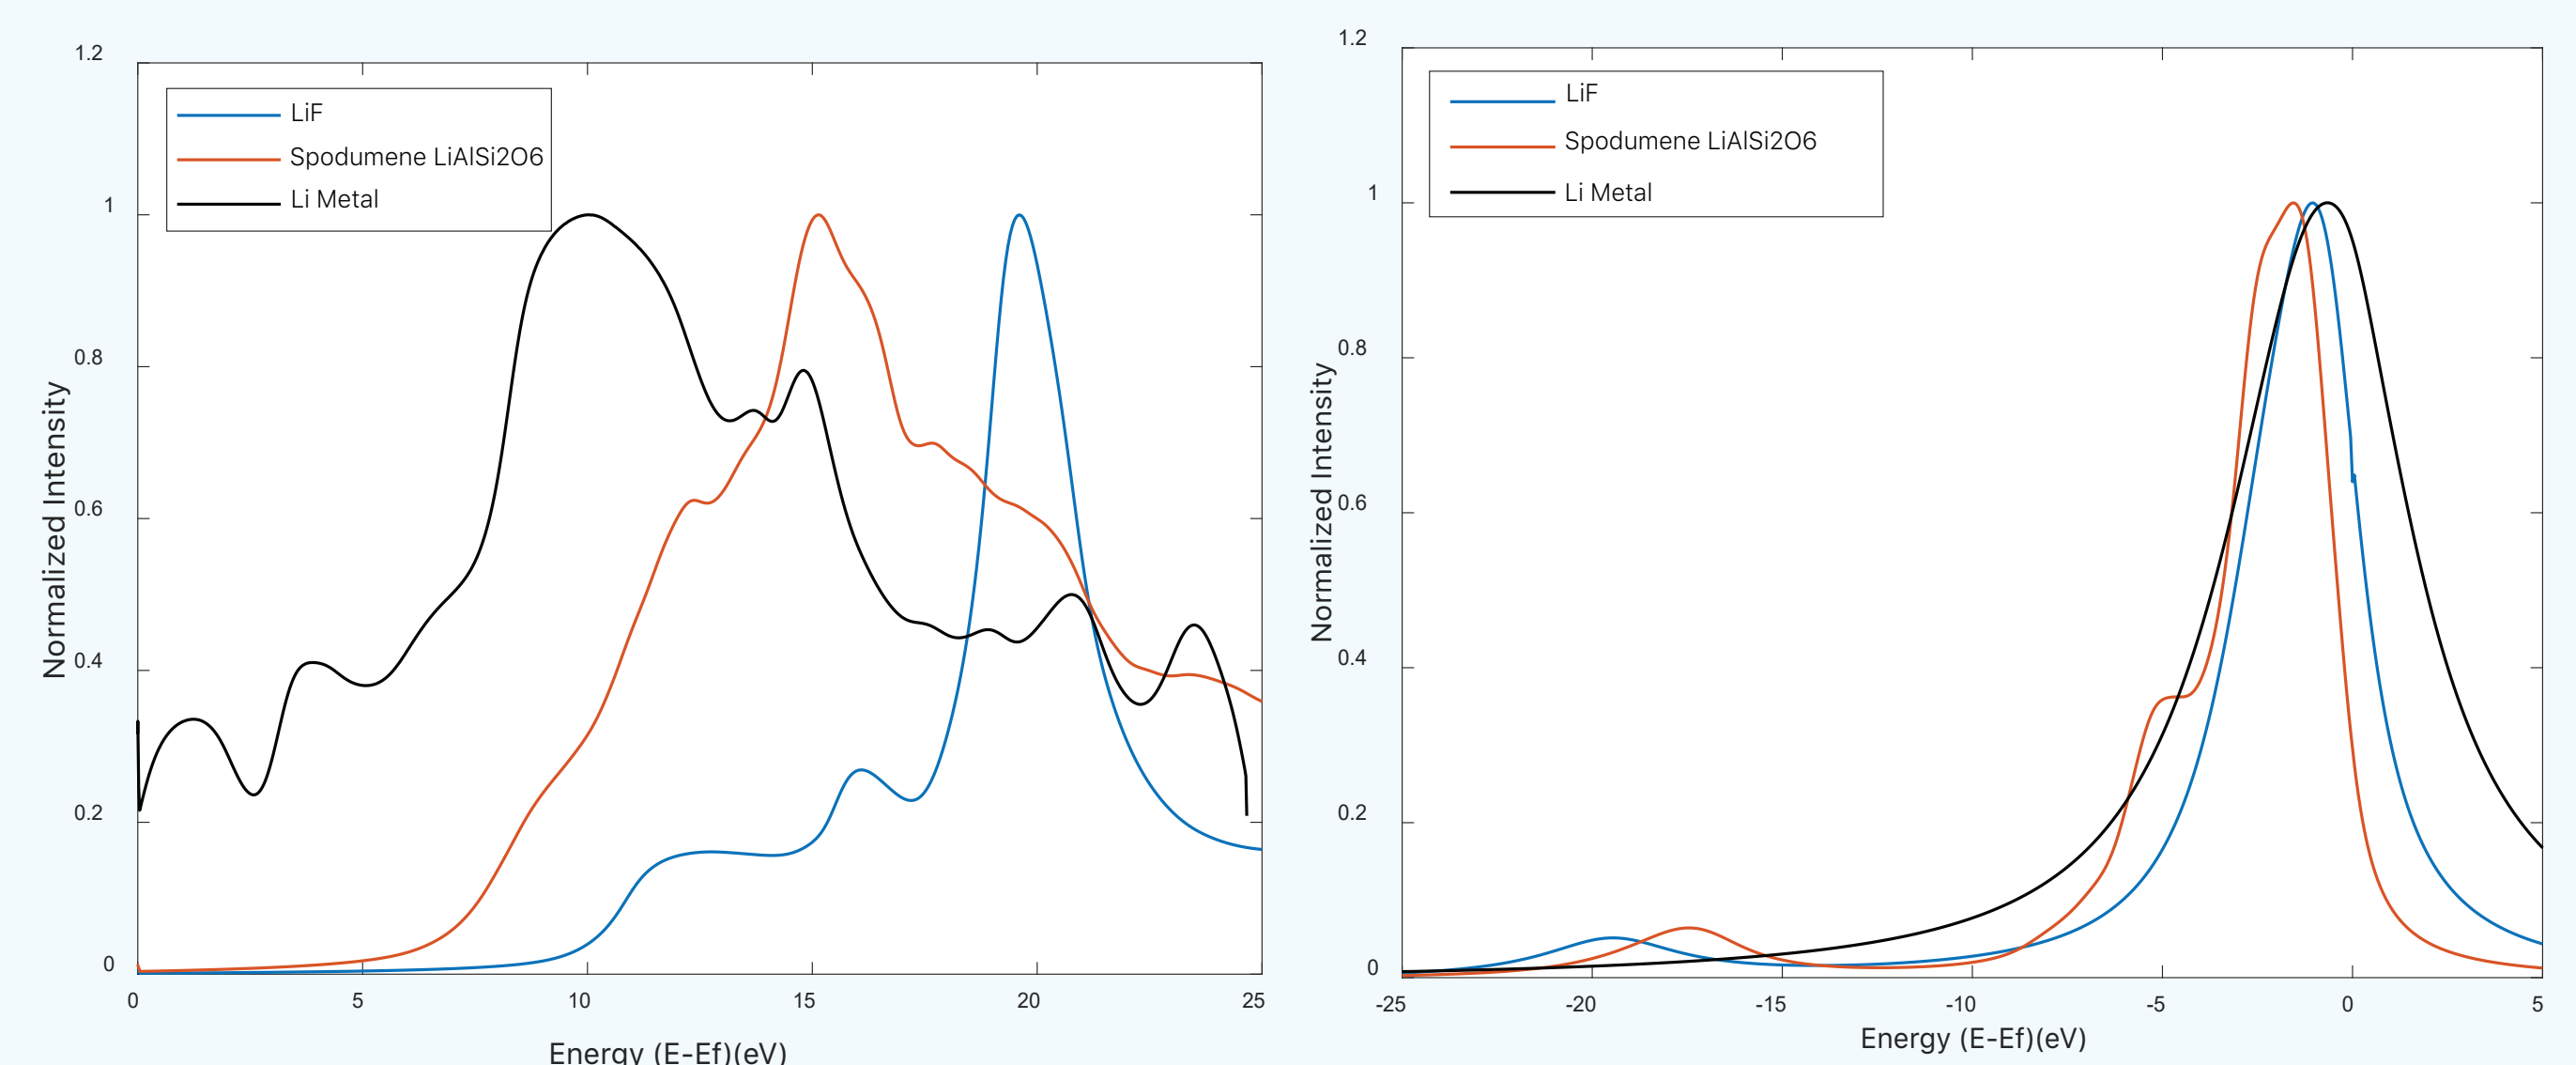 1.2
1
0.8
0.6
0.4
0.2
0
Normalized Intensity
LiF
Spodumene LiAlSi2O6
Li Metal
0 5 10 15 20 25
Energy (E-Ef)(eV)
1.2
1
0.8
0.6
0.4
0.2
0
Normalized Intensity
LiF
Spodumene LiAlSi2O6
Li Metal
-25 -20 -15 -10 -5 0 5
Energy (E-Ef)(eV)